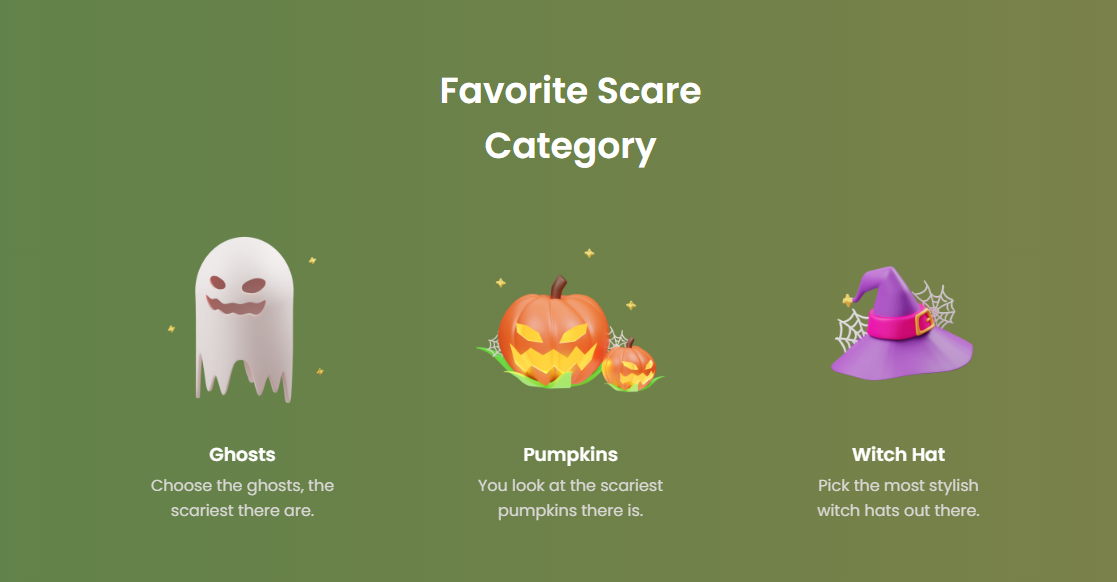 Favorite Scare
Category
Ghosts
Choose the ghosts, the
scariest there are.
Pumpkins
You look at the scariest
pumpkins there is.
Witch Hat
Pick the most stylish
witch hats out there.